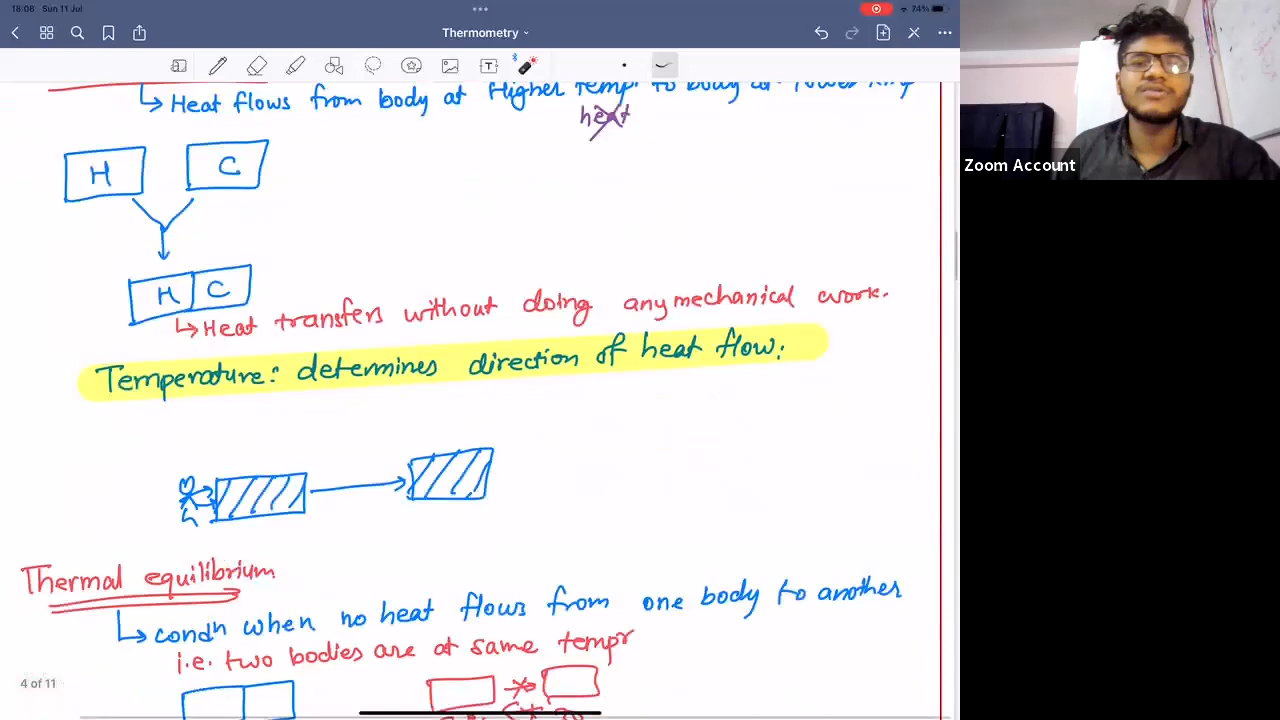 18:08 Sun 11 Jul
74%
Thermometry
↳ Heat flows from body at Higher tempr to body at lower
heat
H
C
H C
↳ Heat transfers without doing any mechanical work.
Temperature: determines direction of heat flow.
Thermal equilibrium
↳ condn when no heat flows from one body to another
i.e. two bodies are at same tempr
4 of 11
Zoom Account